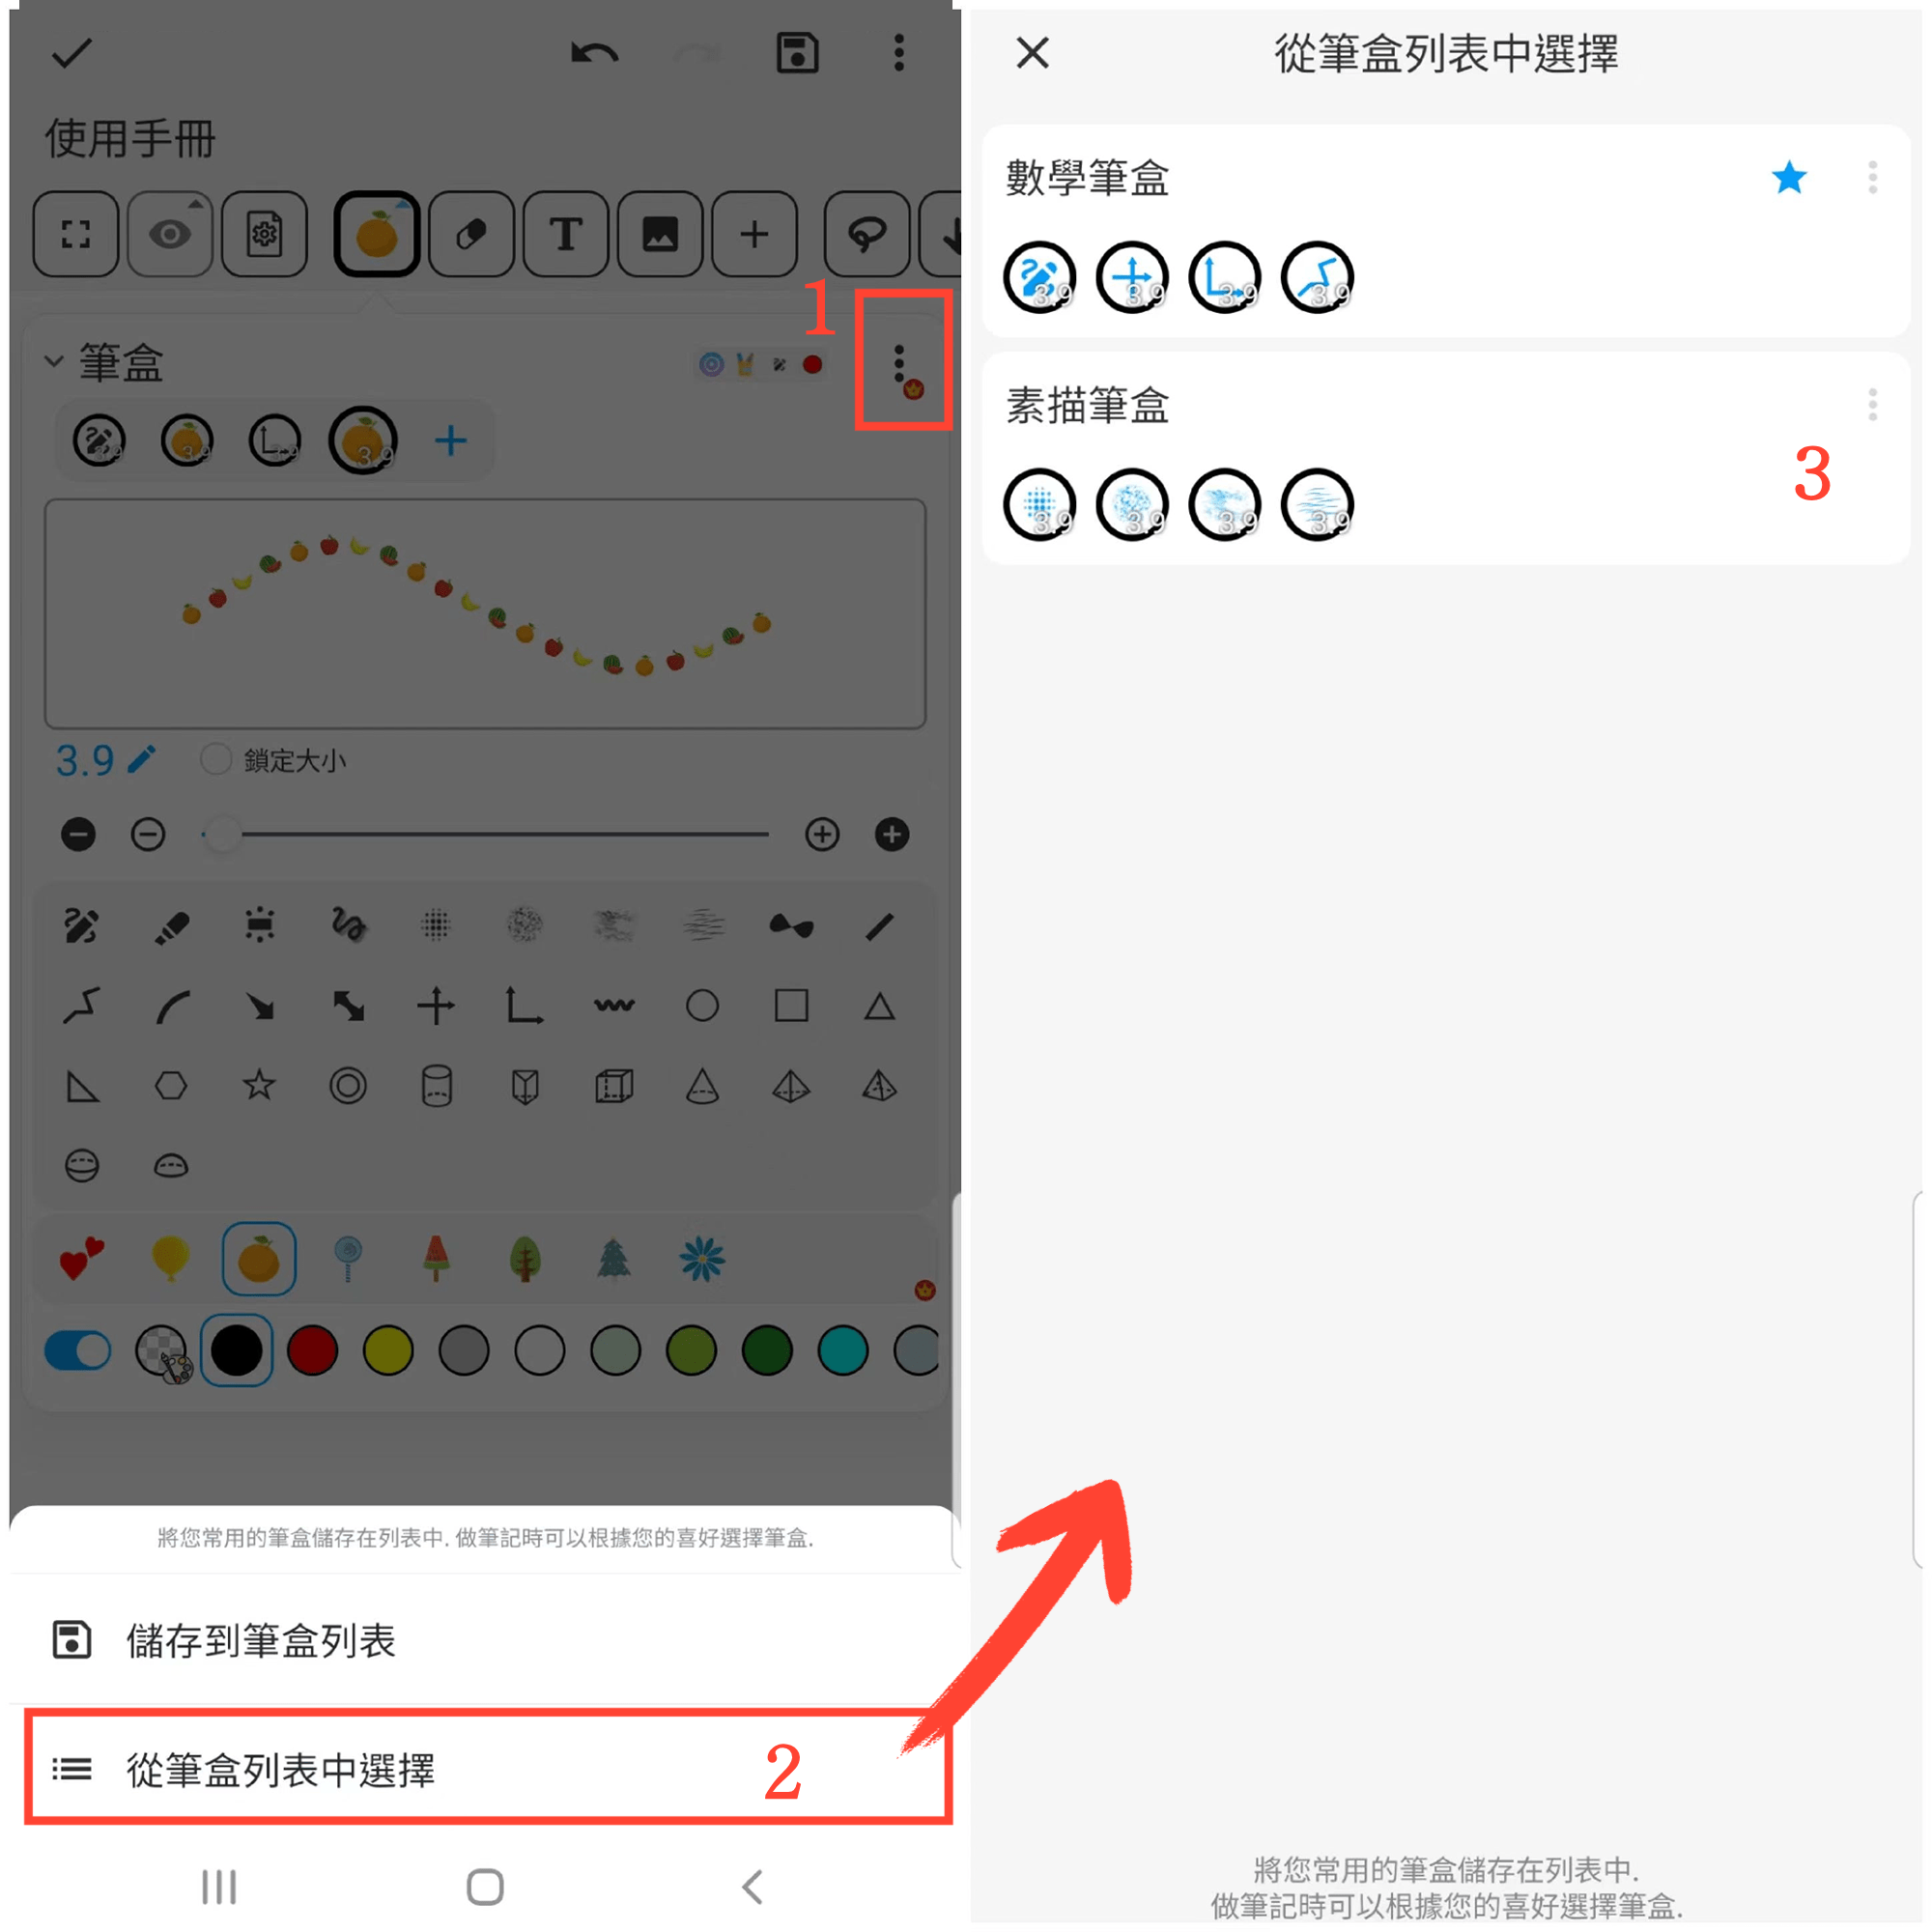 使用手冊
T
1
筆盒
3.9 3.9 3.9 3.9
3.9
鎖定大小
將您常用的筆盒儲存在列表中. 做筆記時可以根據您的喜好選擇筆盒.
儲存到筆盒列表
從筆盒列表中選擇
2
從筆盒列表中選擇
數學筆盒
3.9 3.9 3.9 3.9
素描筆盒
3
3.9 3.9 3.9 3.9
將您常用的筆盒儲存在列表中.
做筆記時可以根據您的喜好選擇筆盒.